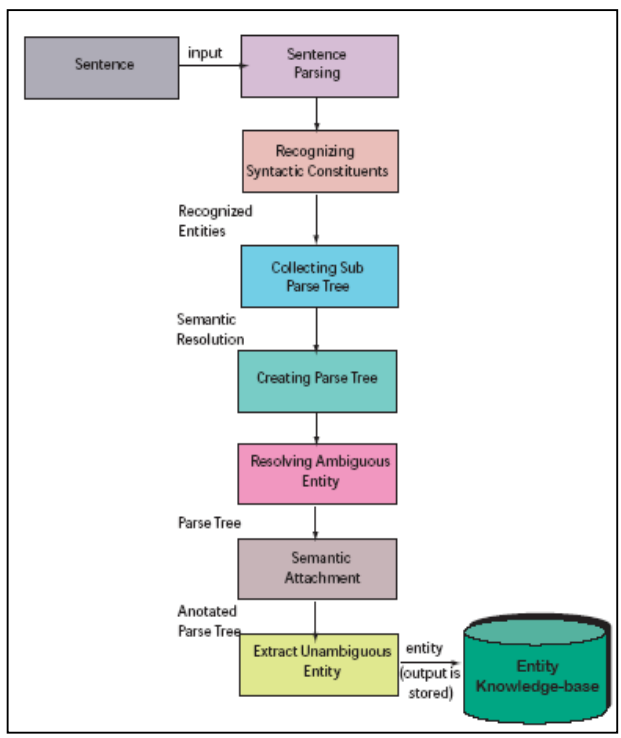 Sentence
input
Sentence
Parsing
Recognizing
Syntactic Constituents
Recognized
Entities
Collecting Sub
Parse Tree
Semantic
Resolution
Creating Parse Tree
Resolving Ambiguous
Entity
Parse Tree
Semantic
Attachment
Anotated
Parse Tree
Extract Unambiguous
Entity
entity
(output is
stored)
Entity
Knowledge-base